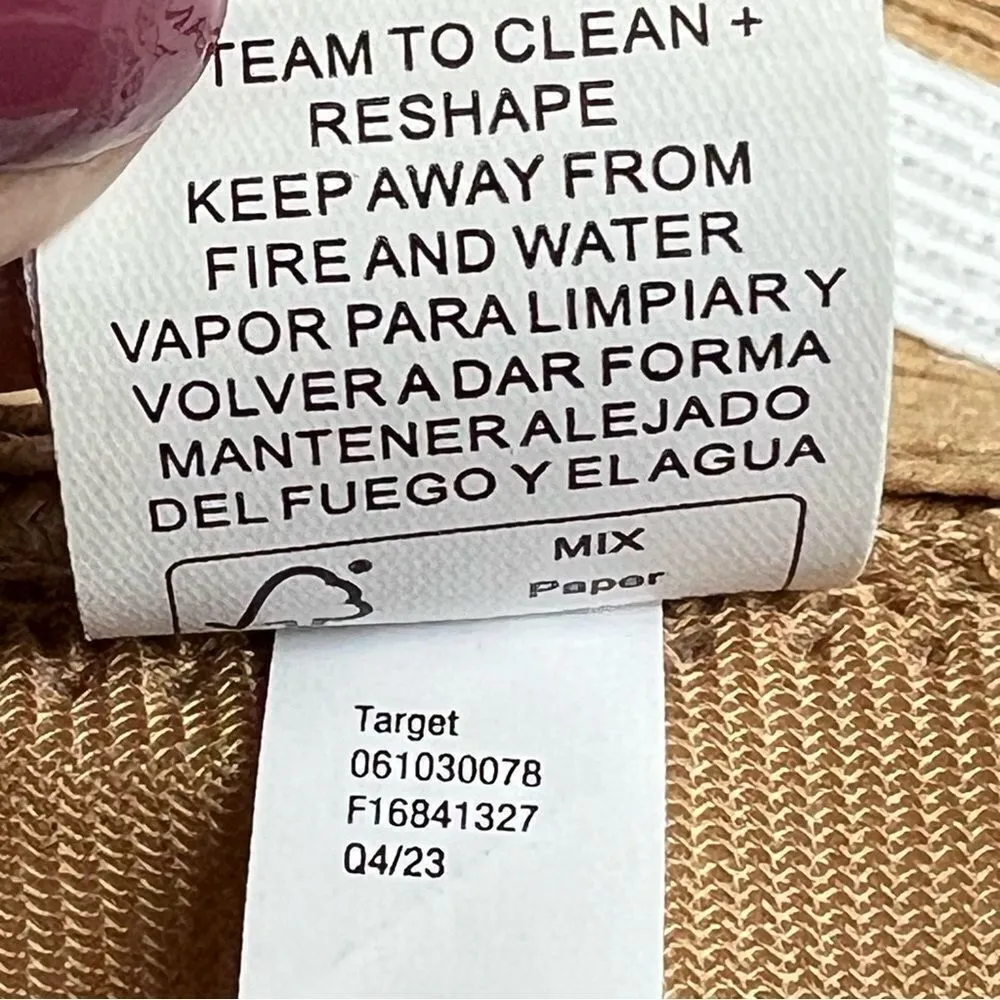 TEAM TO CLEAN +
RESHAPE
KEEP AWAY FROM
FIRE AND WATER
VAPOR PARA LIMPIAR Y
VOLVER A DAR FORMA
MANTENER ALEJADO
DEL FUEGO Y EL AGUA
MIX
Paper
Target
061030078
F16841327
Q4/23